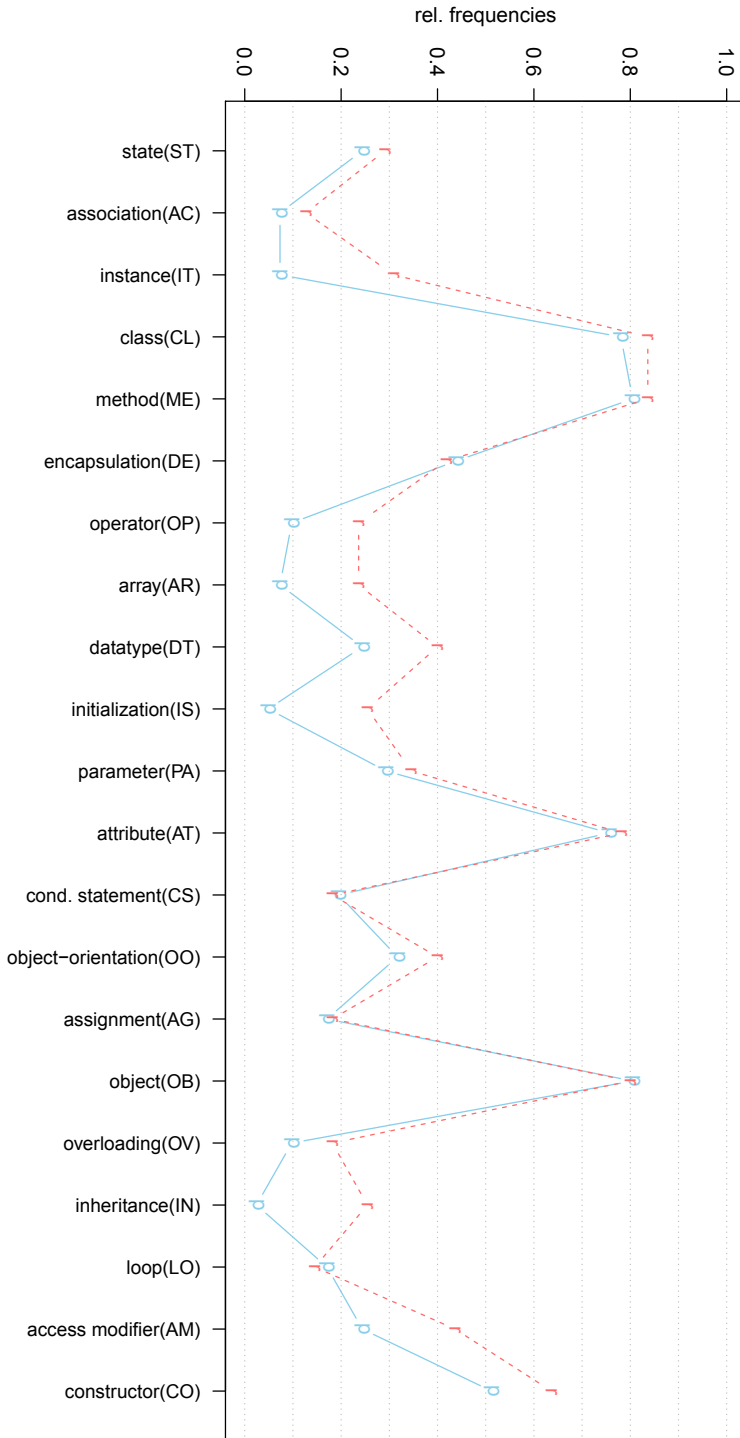 rel. frequencies
0.0
0.2
0.4
0.6
0.8
1.0
state(ST)
association(AC)
instance(IT)
class(CL)
method(ME)
encapsulation(DE)
operator(OP)
array(AR)
datatype(DT)
initialization(IS)
parameter(PA)
attribute(AT)
cond. statement(CS)
object−orientation(OO)
assignment(AG)
object(OB)
overloading(OV)
inheritance(IN)
loop(LO)
access modifier(AM)
constructor(CO)